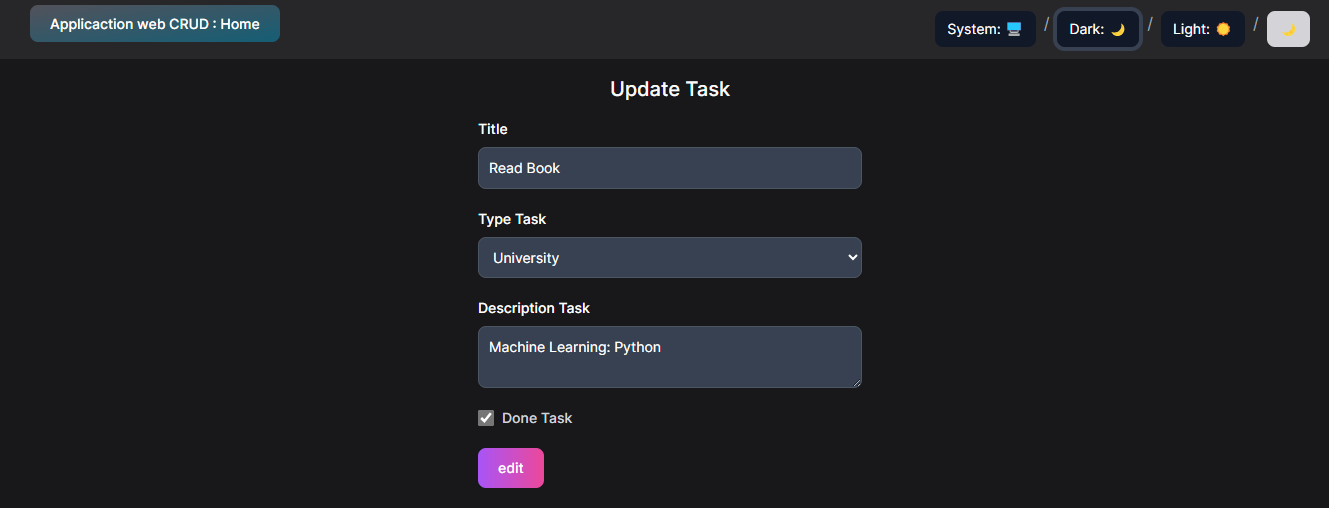 Applicaction web CRUD : Home
System: 🖥️ / Dark: 🌙 / Light: ☀️ / 🌙
Update Task
Title
Read Book
Type Task
University
Description Task
Machine Learning: Python
Done Task
edit